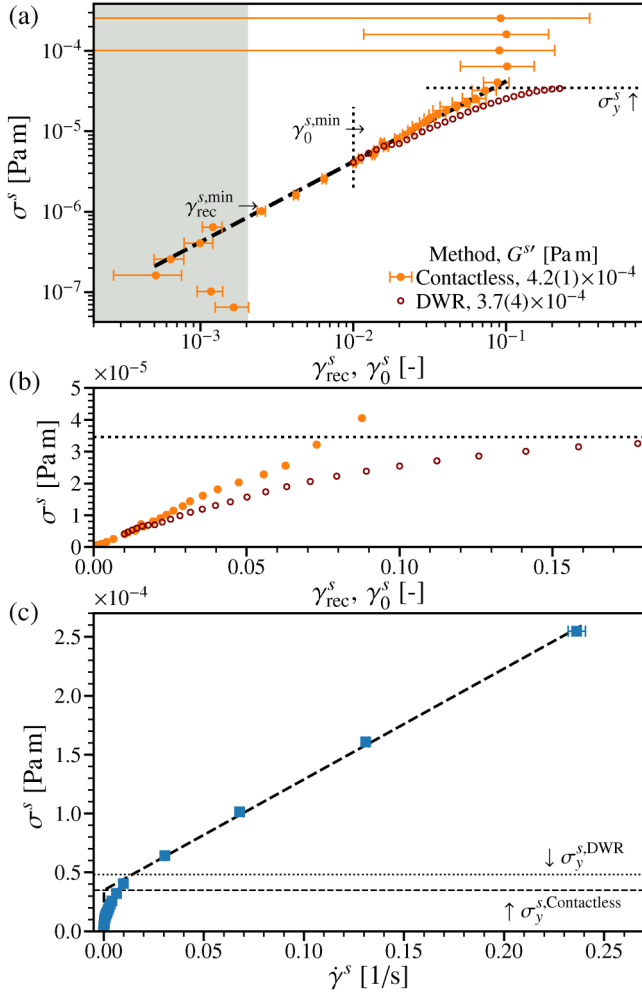 (a)
10⁻⁴
10⁻⁵
10⁻⁶
10⁻⁷
σˢ [Pa m]
σ_y^s ↑
γ_0^{s,min} →
γ_rec^{s,min} →
Method, G^{s}′ [Pa m]
Contactless, 4.2(1)×10⁻⁴
DWR, 3.7(4)×10⁻⁴
10⁻³ 10⁻² 10⁻¹
γ_rec^s, γ_0^s [-]
(b)
×10⁻⁵
5
4
3
2
1
0
σˢ [Pa m]
0.00 0.05 0.10 0.15
γ_rec^s, γ_0^s [-]
(c)
×10⁻⁴
2.5
2.0
1.5
1.0
0.5
0.0
σˢ [Pa m]
↓ σ_y^{s,DWR}
↑ σ_y^{s,Contactless}
0.00 0.05 0.10 0.15 0.20 0.25
γ̇ˢ [1/s]